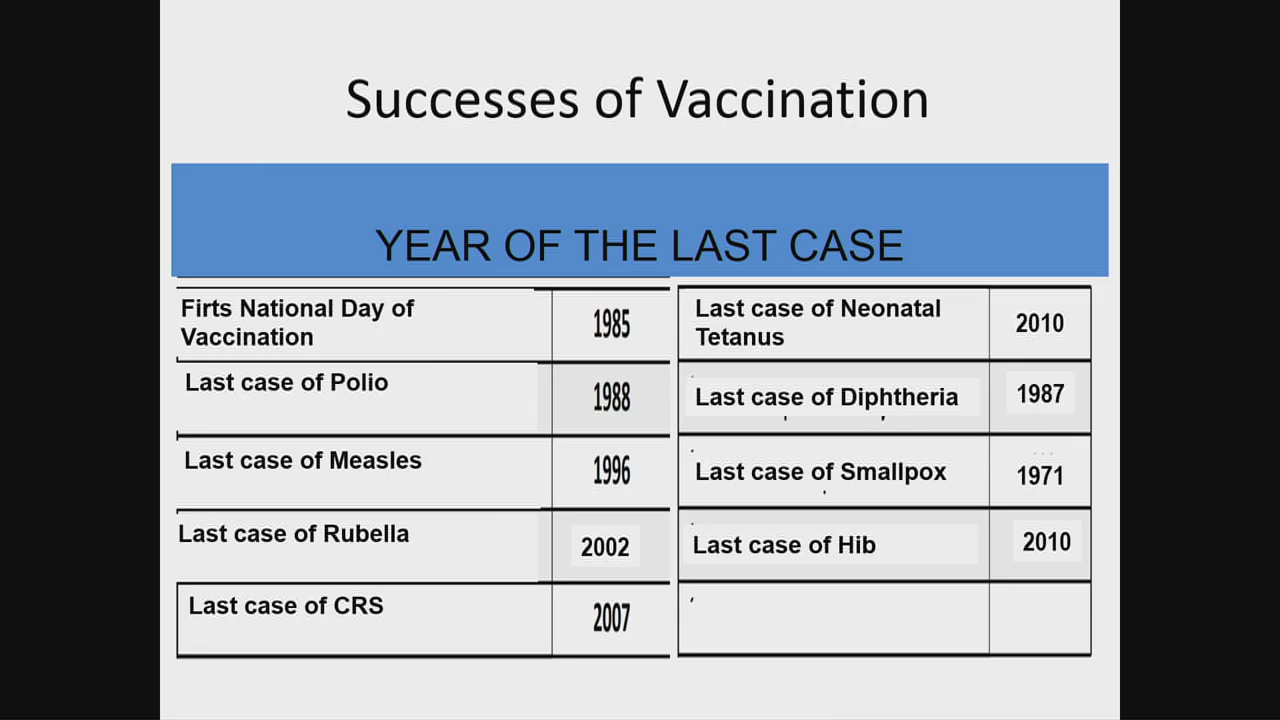 Successes of Vaccination
YEAR OF THE LAST CASE
Firts National Day of
Vaccination
1985
Last case of Polio
1988
Last case of Measles
1996
Last case of Rubella
2002
Last case of CRS
2007
Last case of Neonatal
Tetanus
2010
Last case of Diphtheria
1987
Last case of Smallpox
1971
Last case of Hib
2010